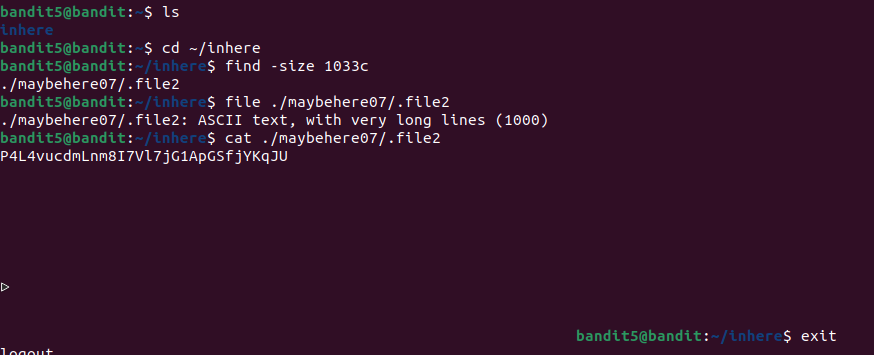 bandit5@bandit:~$ ls
inhere
bandit5@bandit:~$ cd ~/inhere
bandit5@bandit:~/inhere$ find -size 1033c
./maybehere07/.file2
bandit5@bandit:~/inhere$ file ./maybehere07/.file2
./maybehere07/.file2: ASCII text, with very long lines (1000)
bandit5@bandit:~/inhere$ cat ./maybehere07/.file2
P4L4vucdmLnm8I7Vl7jG1ApGSfjYKqJU
bandit5@bandit:~/inhere$ exit
logout